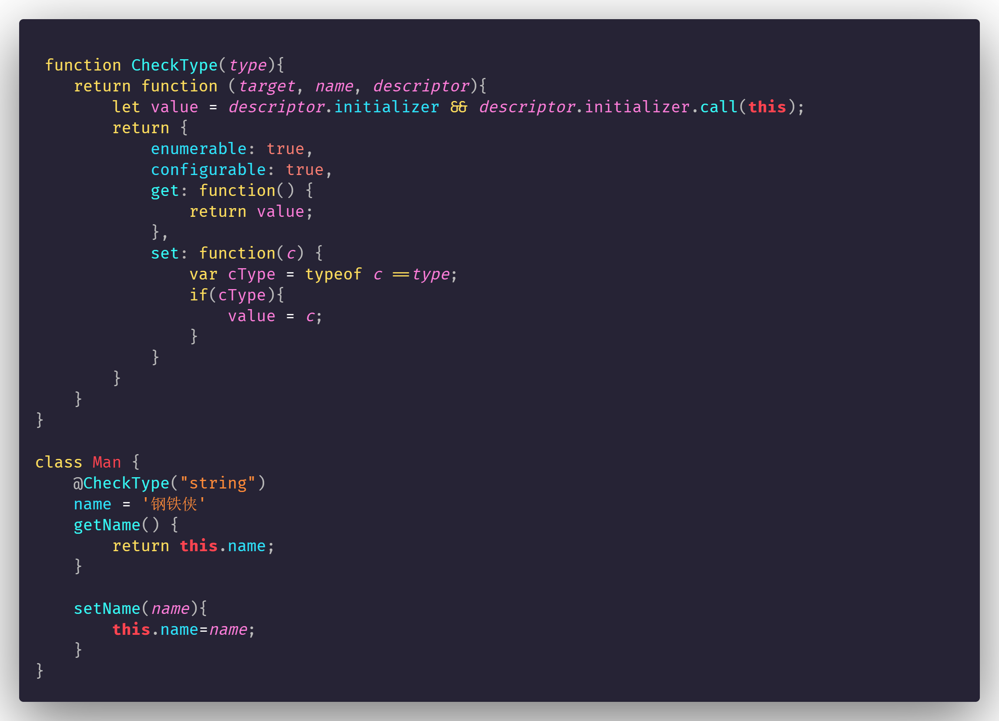 function CheckType(type){
return function (target, name, descriptor){
let value = descriptor.initializer && descriptor.initializer.call(this);
return {
enumerable: true,
configurable: true,
get: function() {
return value;
},
set: function(c) {
var cType = typeof c ==type;
if(cType){
value = c;
}
}
}
}
}
class Man {
@CheckType("string")
name = '钢铁侠'
getName() {
return this.name;
}
setName(name){
this.name=name;
}
}